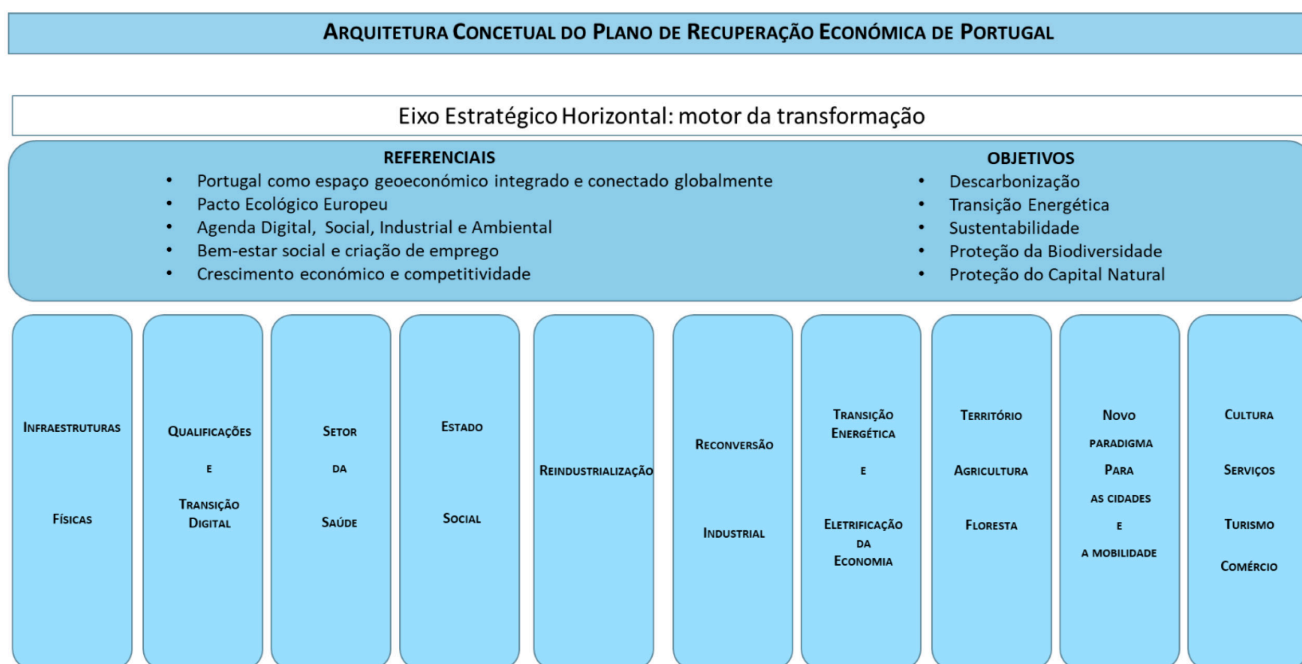 ARQUITETURA CONCETUAL DO PLANO DE RECUPERAÇÃO ECONÓMICA DE PORTUGAL
Eixo Estratégico Horizontal: motor da transformação
REFERENCIAIS
• Portugal como espaço geoeconómico integrado e conectado globalmente
• Pacto Ecológico Europeu
• Agenda Digital, Social, Industrial e Ambiental
• Bem-estar social e criação de emprego
• Crescimento económico e competitividade
OBJETIVOS
• Descarbonização
• Transição Energética
• Sustentabilidade
• Proteção da Biodiversidade
• Proteção do Capital Natural
INFRAESTRUTURAS
FÍSICAS
QUALIFICAÇÕES
E
TRANSIÇÃO
DIGITAL
SETOR
DA
SAÚDE
ESTADO
SOCIAL
REINDUSTRIALIZAÇÃO
RECONVERSÃO
INDUSTRIAL
TRANSIÇÃO
ENERGÉTICA
E
ELETRIFICAÇÃO
DA
ECONOMIA
TERRITÓRIO
AGRICULTURA
FLORESTA
NOVO
PARADIGMA
PARA
AS CIDADES
E
A MOBILIDADE
CULTURA
SERVIÇOS
TURISMO
COMÉRCIO